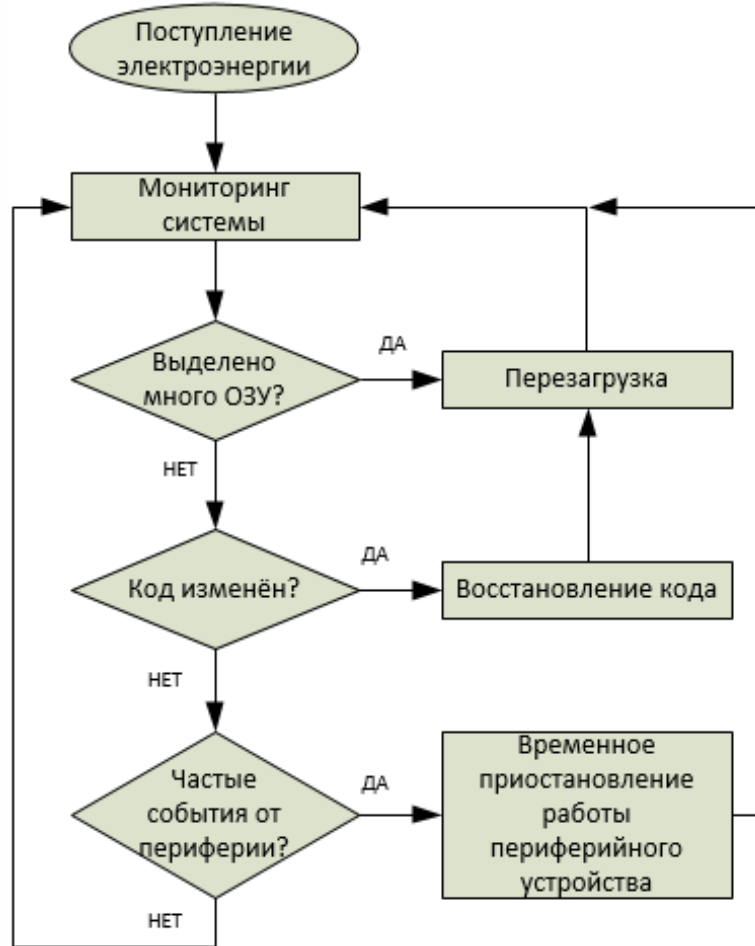 Поступление
электроэнергии
Мониторинг
системы
Выделено
много ОЗУ?
ДА
Перезагрузка
НЕТ
Код изменён?
ДА
Восстановление кода
НЕТ
Частые
события от
периферии?
ДА
Временное
приостановление
работы
периферийного
устройства
НЕТ